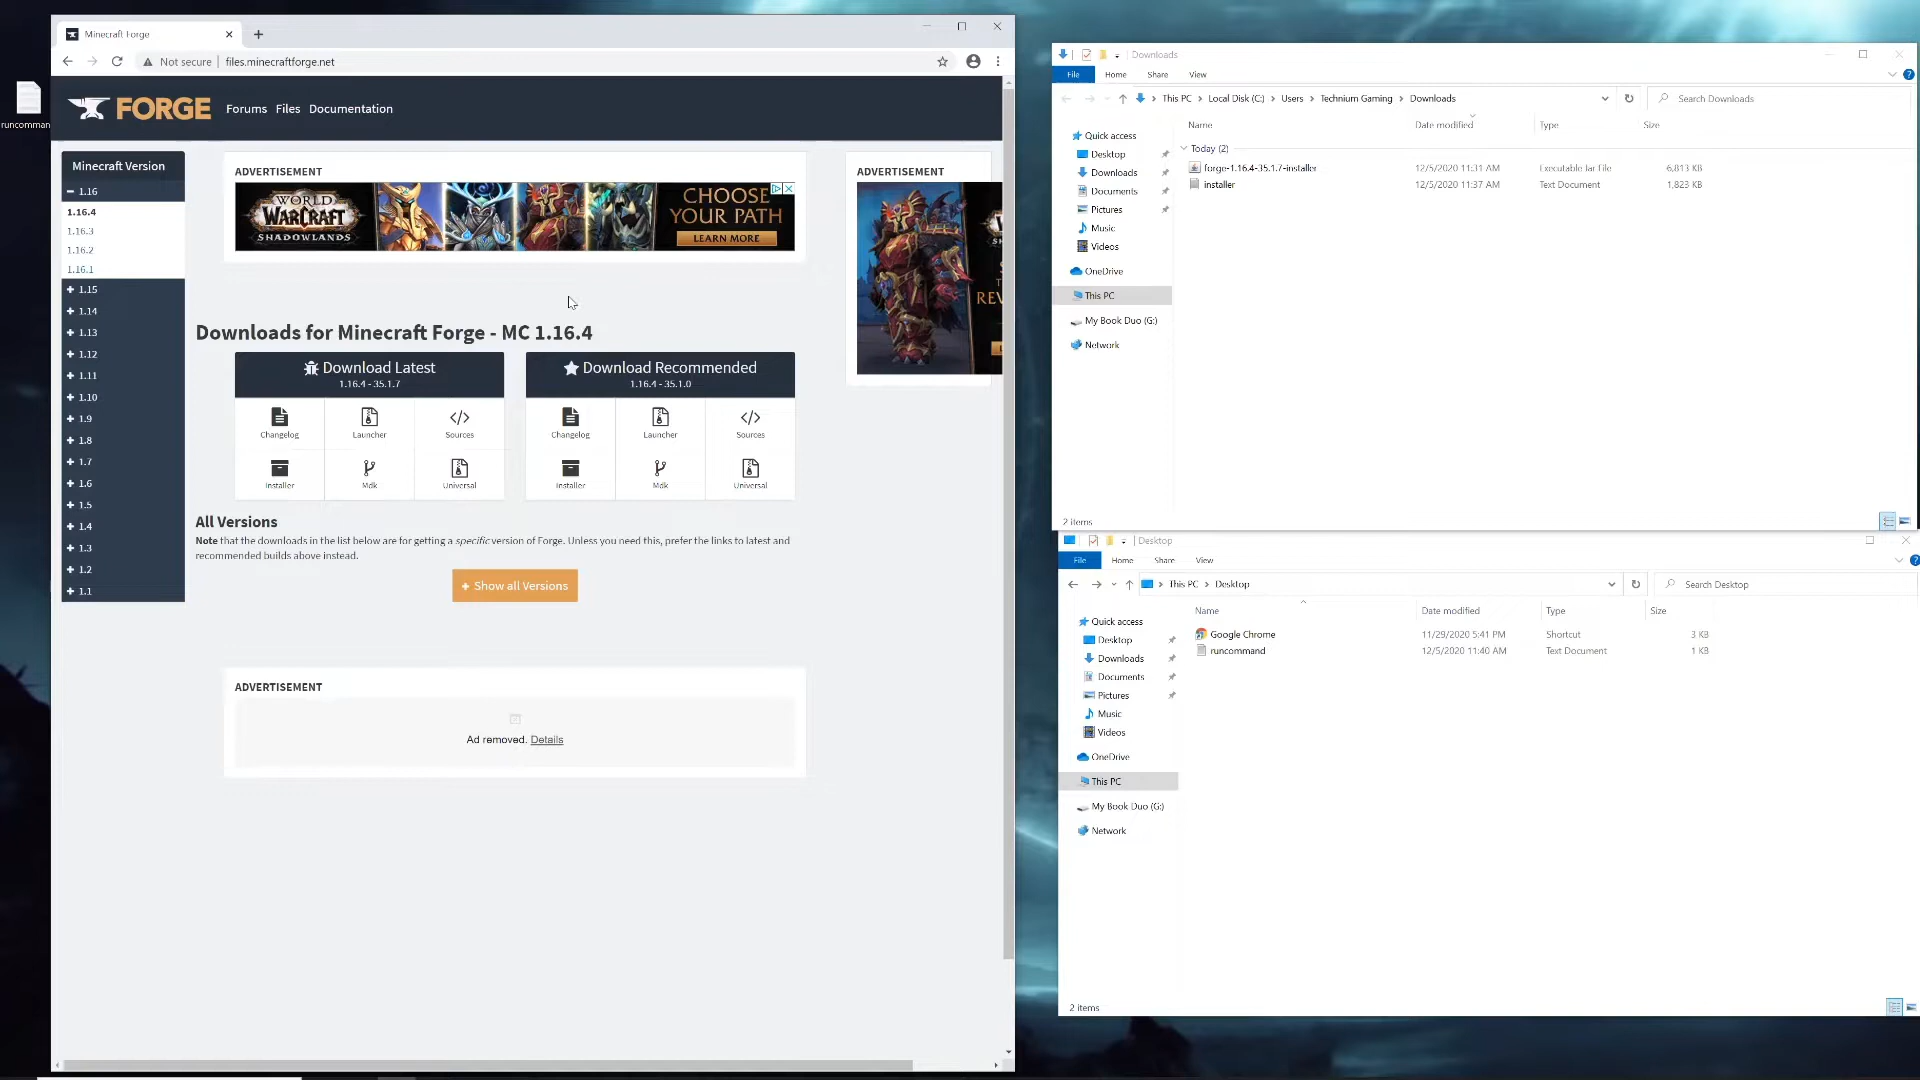 runcomman
Minecraft Forge
Not secure
files.minecraftforge.net
FORGE
Forums
Files
Documentation
Minecraft Version
1.16
1.16.4
1.16.3
1.16.2
1.16.1
1.15
1.14
1.13
1.12
1.11
1.10
1.9
1.8
1.7
1.6
1.5
1.4
1.3
1.2
1.1
ADVERTISEMENT
WORLD
WARCRAFT
SHADOWLANDS
CHOOSE
YOUR PATH
LEARN MORE
ADVERTISEMENT
Downloads for Minecraft Forge - MC 1.16.4
Download Latest
1.16.4 - 35.1.7
Changelog
Launcher
Sources
Installer
Mdk
Universal
Download Recommended
1.16.4 - 35.1.0
Changelog
Launcher
Sources
Installer
Mdk
Universal
All Versions
Note that the downloads in the list below are for getting a specific version of Forge. Unless you need this, prefer the links to latest and
recommended builds above instead.
+ Show all Versions
ADVERTISEMENT
Ad removed. Details
Downloads
File
Home
Share
View
This PC
Local Disk (C:)
Users
Technium Gaming
Downloads
Search Downloads
Name
Date modified
Type
Size
Quick access
Desktop
Downloads
Documents
Pictures
Music
Videos
OneDrive
This PC
My Book Duo (G:)
Network
Today (2)
forge-1.16.4-35.1.7-installer 12/5/2020 11:31 AM Executable Jar File 6,813 KB
installer 12/5/2020 11:37 AM Text Document 1,823 KB
2 items
Desktop
File
Home
Share
View
This PC
Desktop
Search Desktop
Name
Date modified
Type
Size
Quick access
Desktop
Downloads
Documents
Pictures
Music
Videos
OneDrive
This PC
My Book Duo (G:)
Network
Google Chrome 11/29/2020 5:41 PM Shortcut 3 KB
runcommand 12/5/2020 11:40 AM Text Document 1 KB
2 items